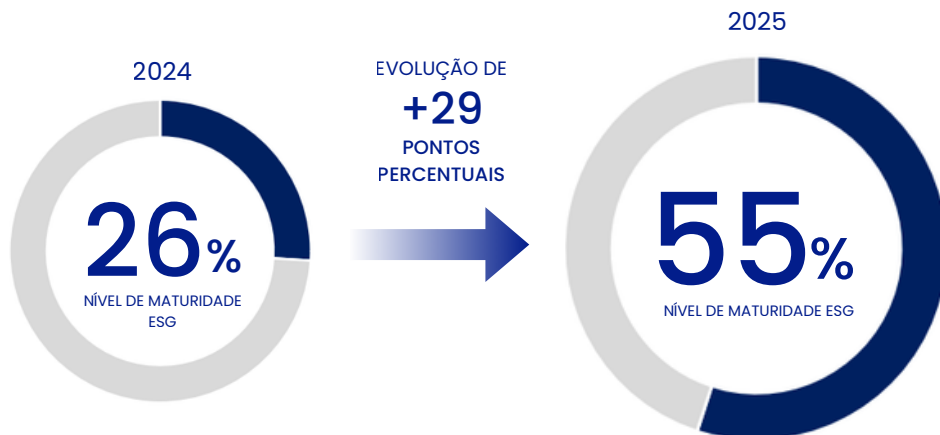 2024
26%
NÍVEL DE MATURIDADE
ESG
EVOLUÇÃO DE
+29
PONTOS
PERCENTUAIS
2025
55%
NÍVEL DE MATURIDADE ESG